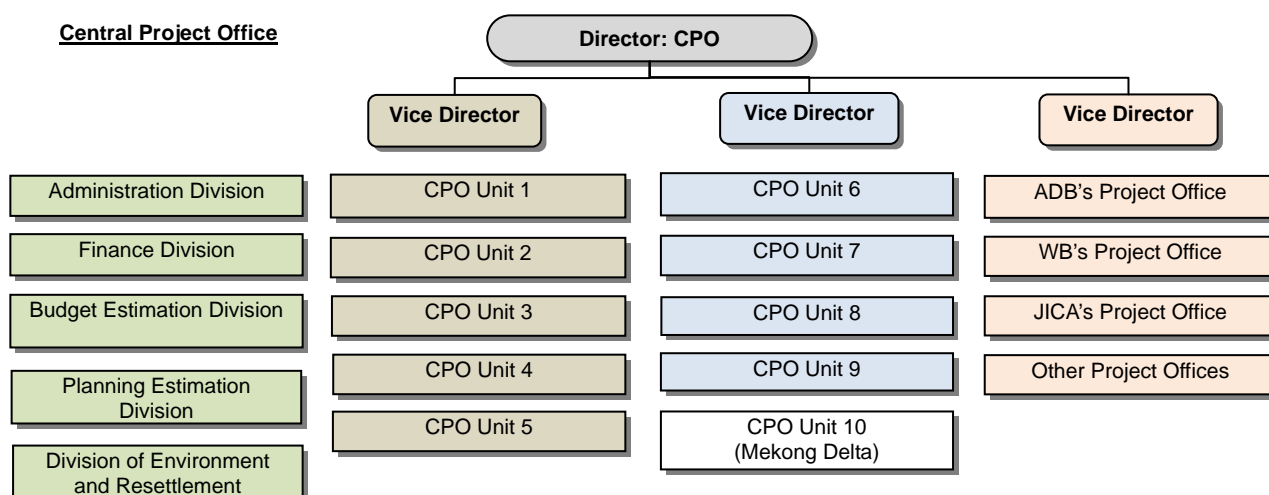 Central Project Office
Director: CPO
Vice Director
Vice Director
Vice Director
Administration Division
Finance Division
Budget Estimation Division
Planning Estimation
Division
Division of Environment
and Resettlement
CPO Unit 1
CPO Unit 2
CPO Unit 3
CPO Unit 4
CPO Unit 5
CPO Unit 6
CPO Unit 7
CPO Unit 8
CPO Unit 9
CPO Unit 10
(Mekong Delta)
ADB's Project Office
WB's Project Office
JICA's Project Office
Other Project Offices